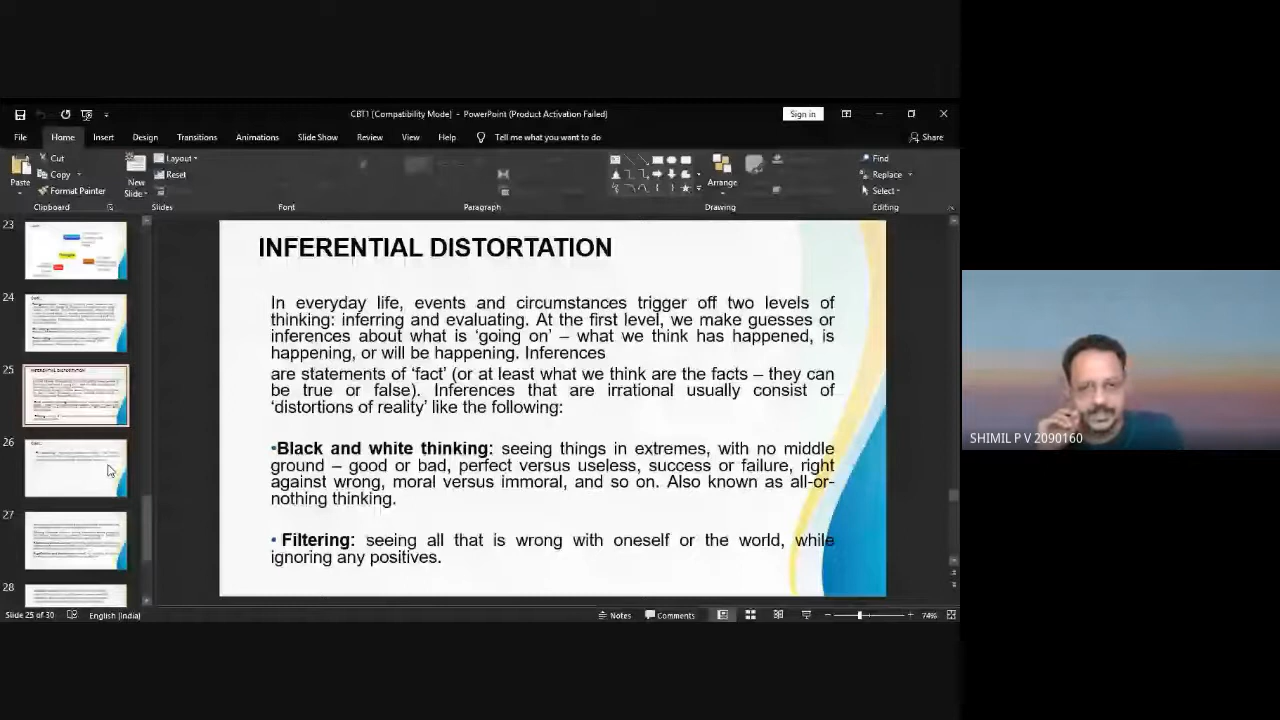 CBT1 [Compatibility Mode] - PowerPoint (Product Activation Failed)
Sign in
File Home Insert Design Transitions Animations Slide Show Review View Help Tell me what you want to do
Share
Cut
Copy
Format Painter
Paste
Clipboard
New Slide
Layout
Reset
Slides
Font
Paragraph
Arrange
Drawing
Find
Replace
Select
Editing
23
24
25
26
27
28
INFERENTIAL DISTORTATION
In everyday life, events and circumstances trigger off two levels of
thinking: inferring and evaluating. At the first level, we make guesses or
inferences about what is ‘going on’ – what we think has happened, is
happening, or will be happening. Inferences
are statements of ‘fact’ (or at least what we think are the facts – they can
be true or false). Inferences that are irrational usually consist of
‘distortions of reality’ like the following:
•Black and white thinking: seeing things in extremes, with no middle
ground – good or bad, perfect versus useless, success or failure, right
against wrong, moral versus immoral, and so on. Also known as all-or-
nothing thinking.
• Filtering: seeing all that is wrong with oneself or the world, while
ignoring any positives.
SHIMIL P V 2090160
Slide 25 of 30 English (India) Notes Comments 74%